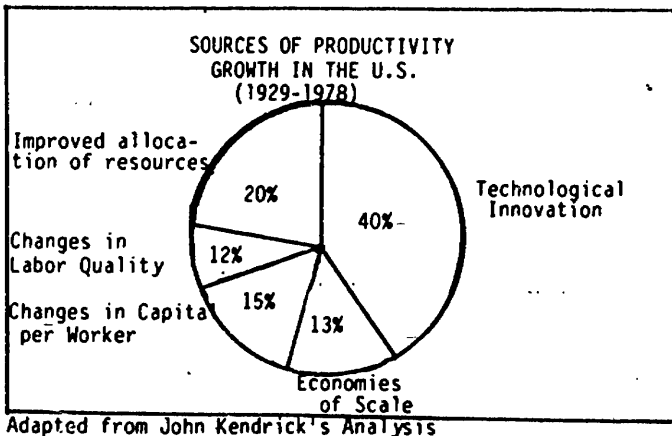 SOURCES OF PRODUCTIVITY
GROWTH IN THE U.S.
(1929-1978)
Improved alloca-
tion of resources
20%
40%
Technological
Innovation
Changes in
Labor Quality
12%
Changes in Capital
per Worker
15%
13%
Economies
of Scale
Adapted from John Kendrick's Analysis